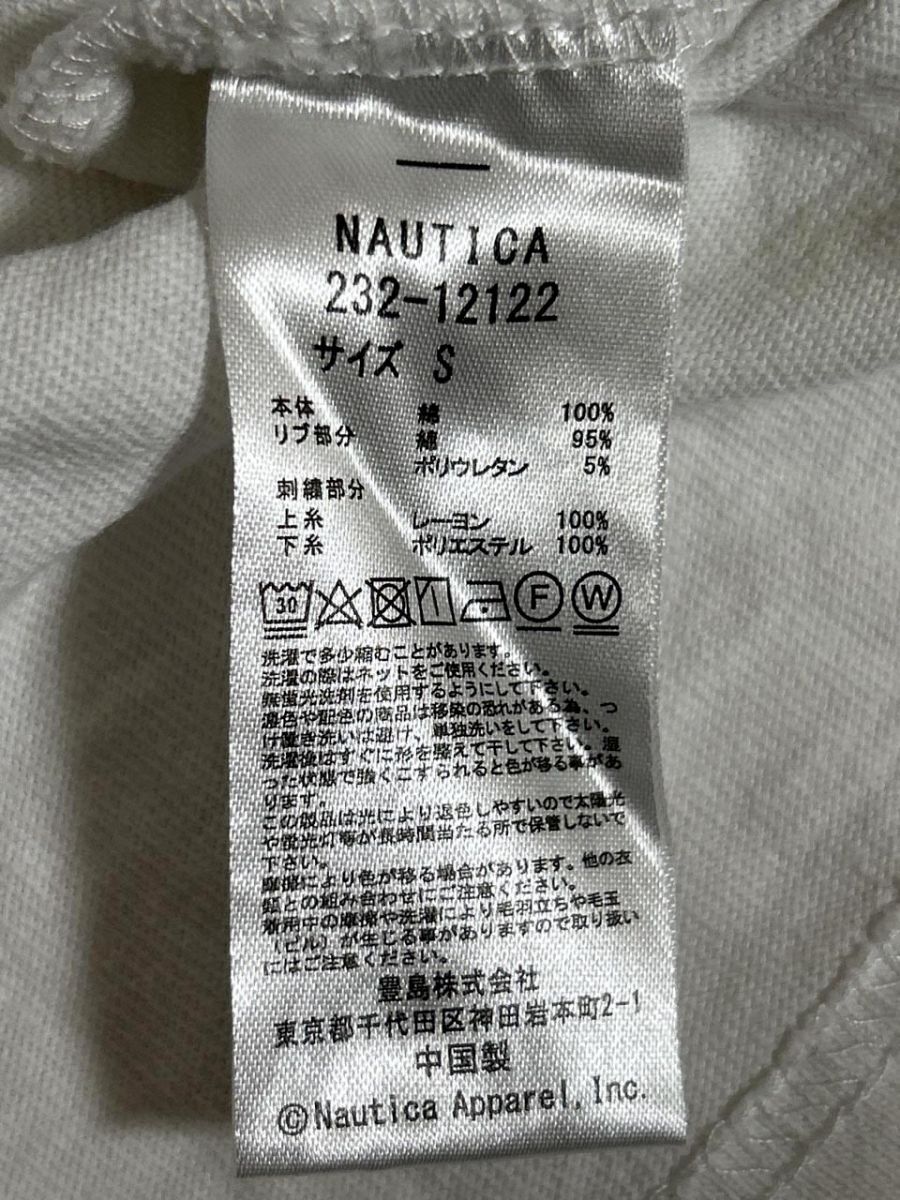 NAUTICA
232-12122
サイズ S
本体 綿 100%
リブ部分 綿 95%
ポリウレタン 5%
刺繍部分
上糸 レーヨン 100%
下糸 ポリエステル 100%
30 F W
洗濯で多少縮むことがあります。
洗濯の際はネットをご使用ください。
無蛍光洗剤を使用するようにして下さい。
濃色や配色の商品は移染の恐れがある為、つ
け置き洗いは避け、単独洗いをして下さい。
洗濯後はすぐに形を整えて干して下さい。湿
った状態で強くこすられると色が移る事があ
ります。
この製品は光により退色しやすいので太陽光
や蛍光灯等が長時間当たる所で保管しないで
下さい。
摩擦により色が移る場合があります。他の衣
類との組み合わせにご注意ください。
着用中の摩擦や洗濯により毛羽立ちや毛玉
（ピル）が生じる事がありますので取り扱い
にはご注意ください。
豊島株式会社
東京都千代田区神田岩本町2-1
中国製
©Nautica Apparel, Inc.